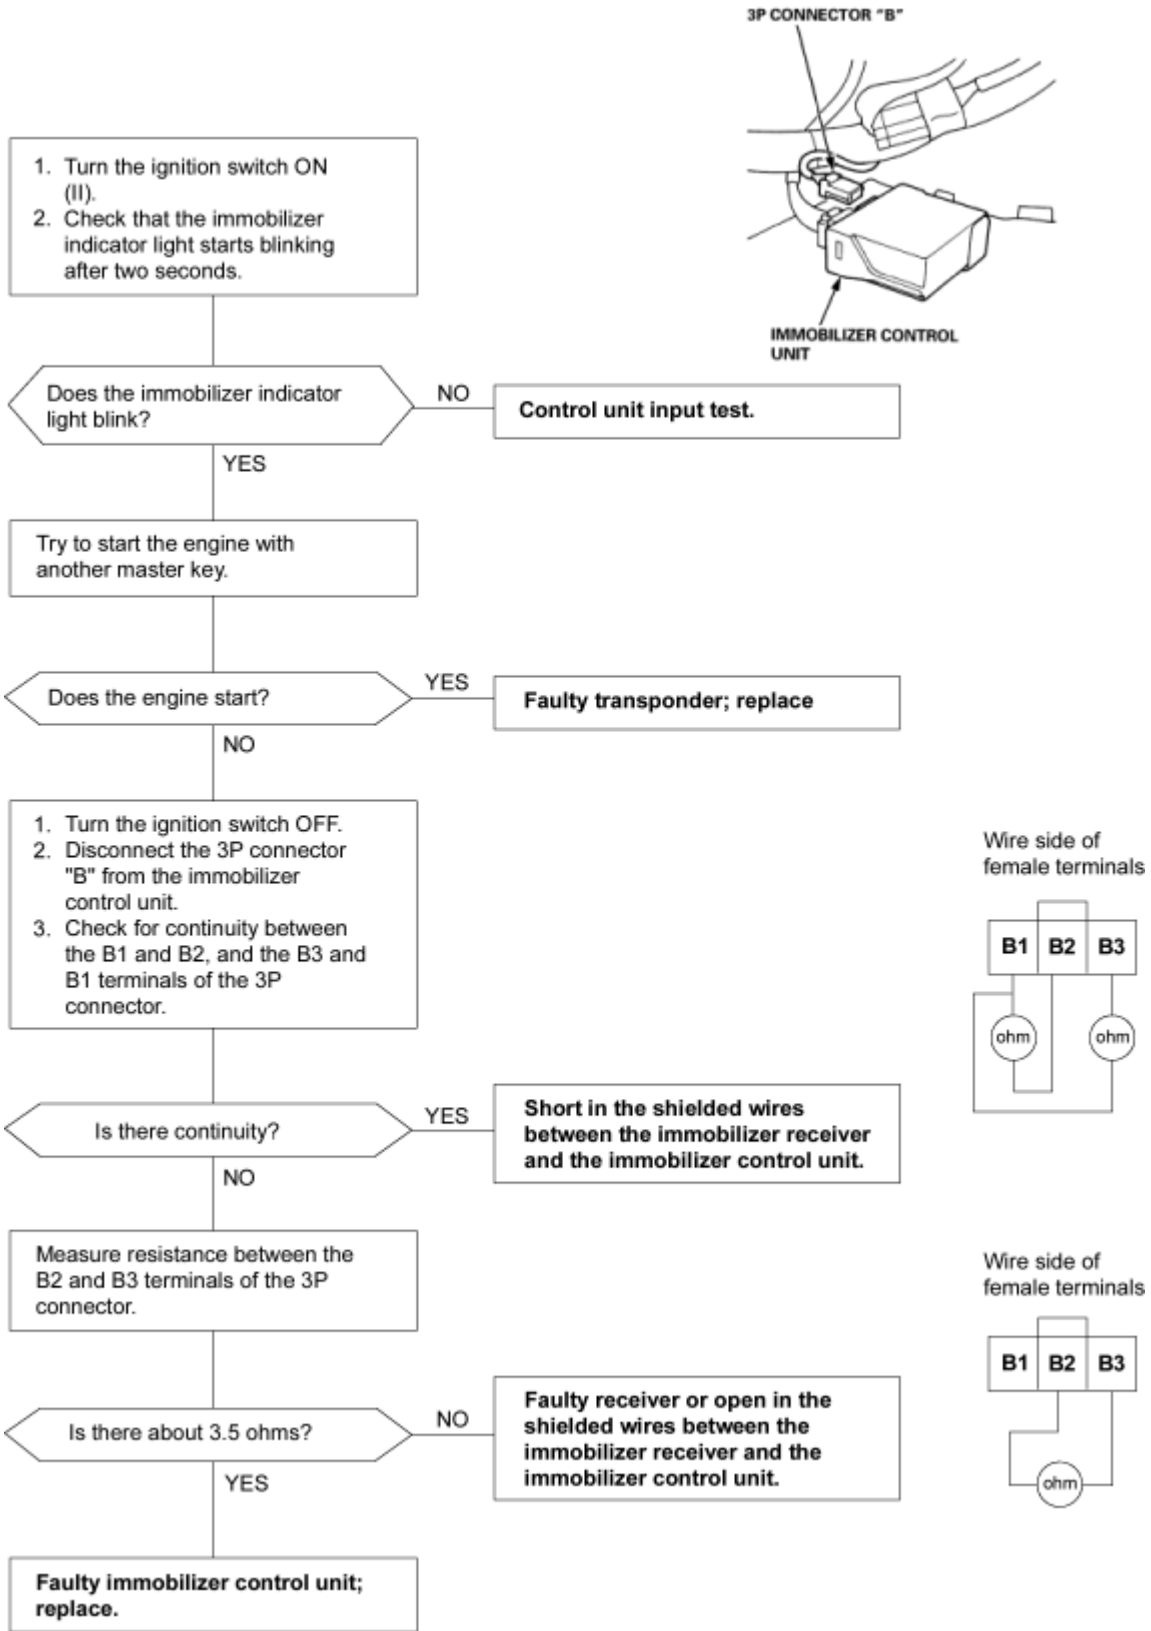 3P CONNECTOR "B"
IMMOBILIZER CONTROL
UNIT
1. Turn the ignition switch ON
(II).
2. Check that the immobilizer
indicator light starts blinking
after two seconds.
Does the immobilizer indicator
light blink?
NO
Control unit input test.
YES
Try to start the engine with
another master key.
Does the engine start?
YES
Faulty transponder; replace
NO
1. Turn the ignition switch OFF.
2. Disconnect the 3P connector
"B" from the immobilizer
control unit.
3. Check for continuity between
the B1 and B2, and the B3 and
B1 terminals of the 3P
connector.
Wire side of
female terminals
B1 B2 B3
ohm ohm
Is there continuity?
YES
Short in the shielded wires
between the immobilizer receiver
and the immobilizer control unit.
NO
Measure resistance between the
B2 and B3 terminals of the 3P
connector.
Wire side of
female terminals
B1 B2 B3
ohm
Is there about 3.5 ohms?
NO
Faulty receiver or open in the
shielded wires between the
immobilizer receiver and the
immobilizer control unit.
YES
Faulty immobilizer control unit;
replace.